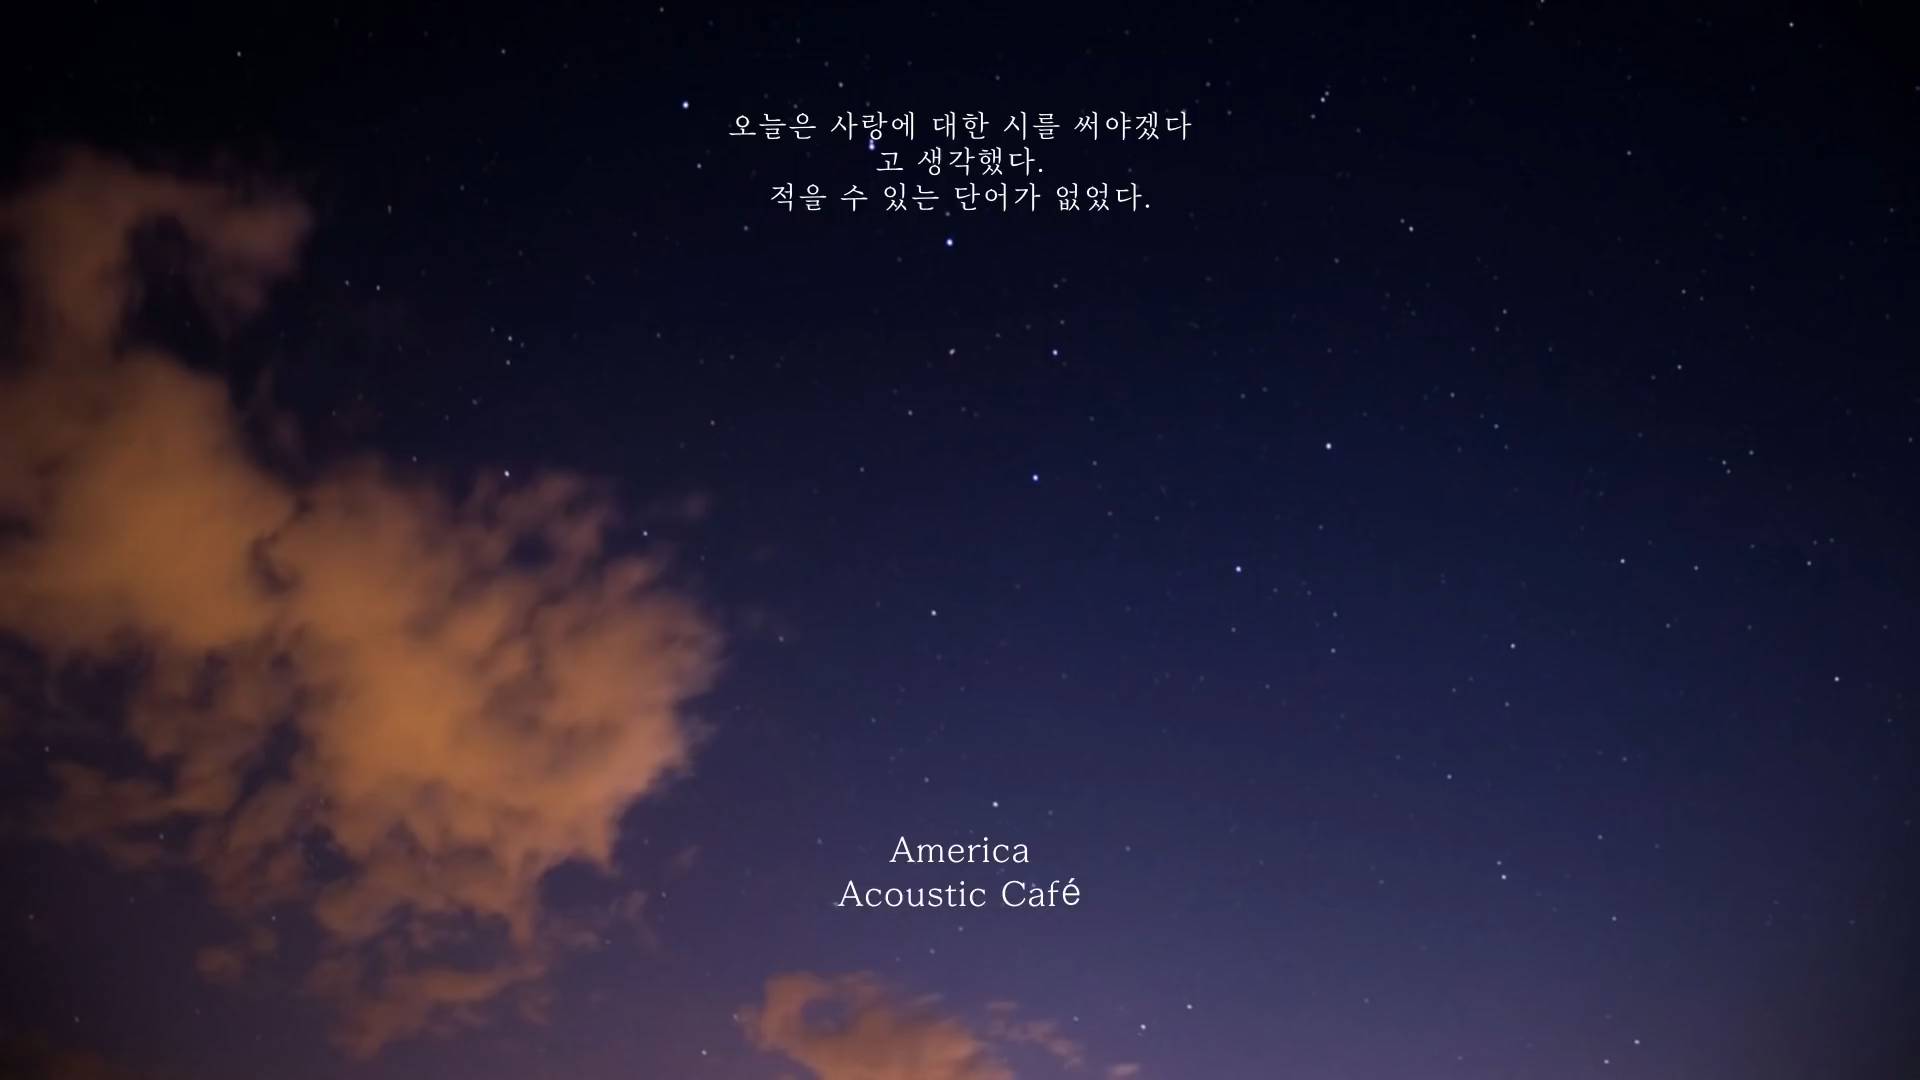 오늘은 사랑에 대한 시를 써야겠다
고 생각했다.
적을 수 있는 단어가 없었다.
America
Acoustic Café